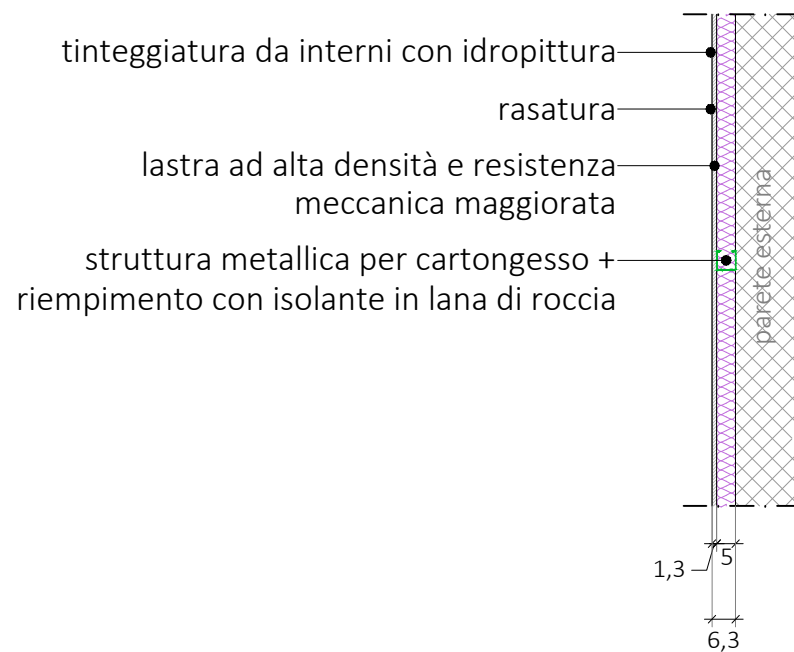 tinteggiatura da interni con idropittura
rasatura
lastra ad alta densità e resistenza
meccanica maggiorata
struttura metallica per cartongesso +
riempimento con isolante in lana di roccia
parete esterna
1,3
5
6,3